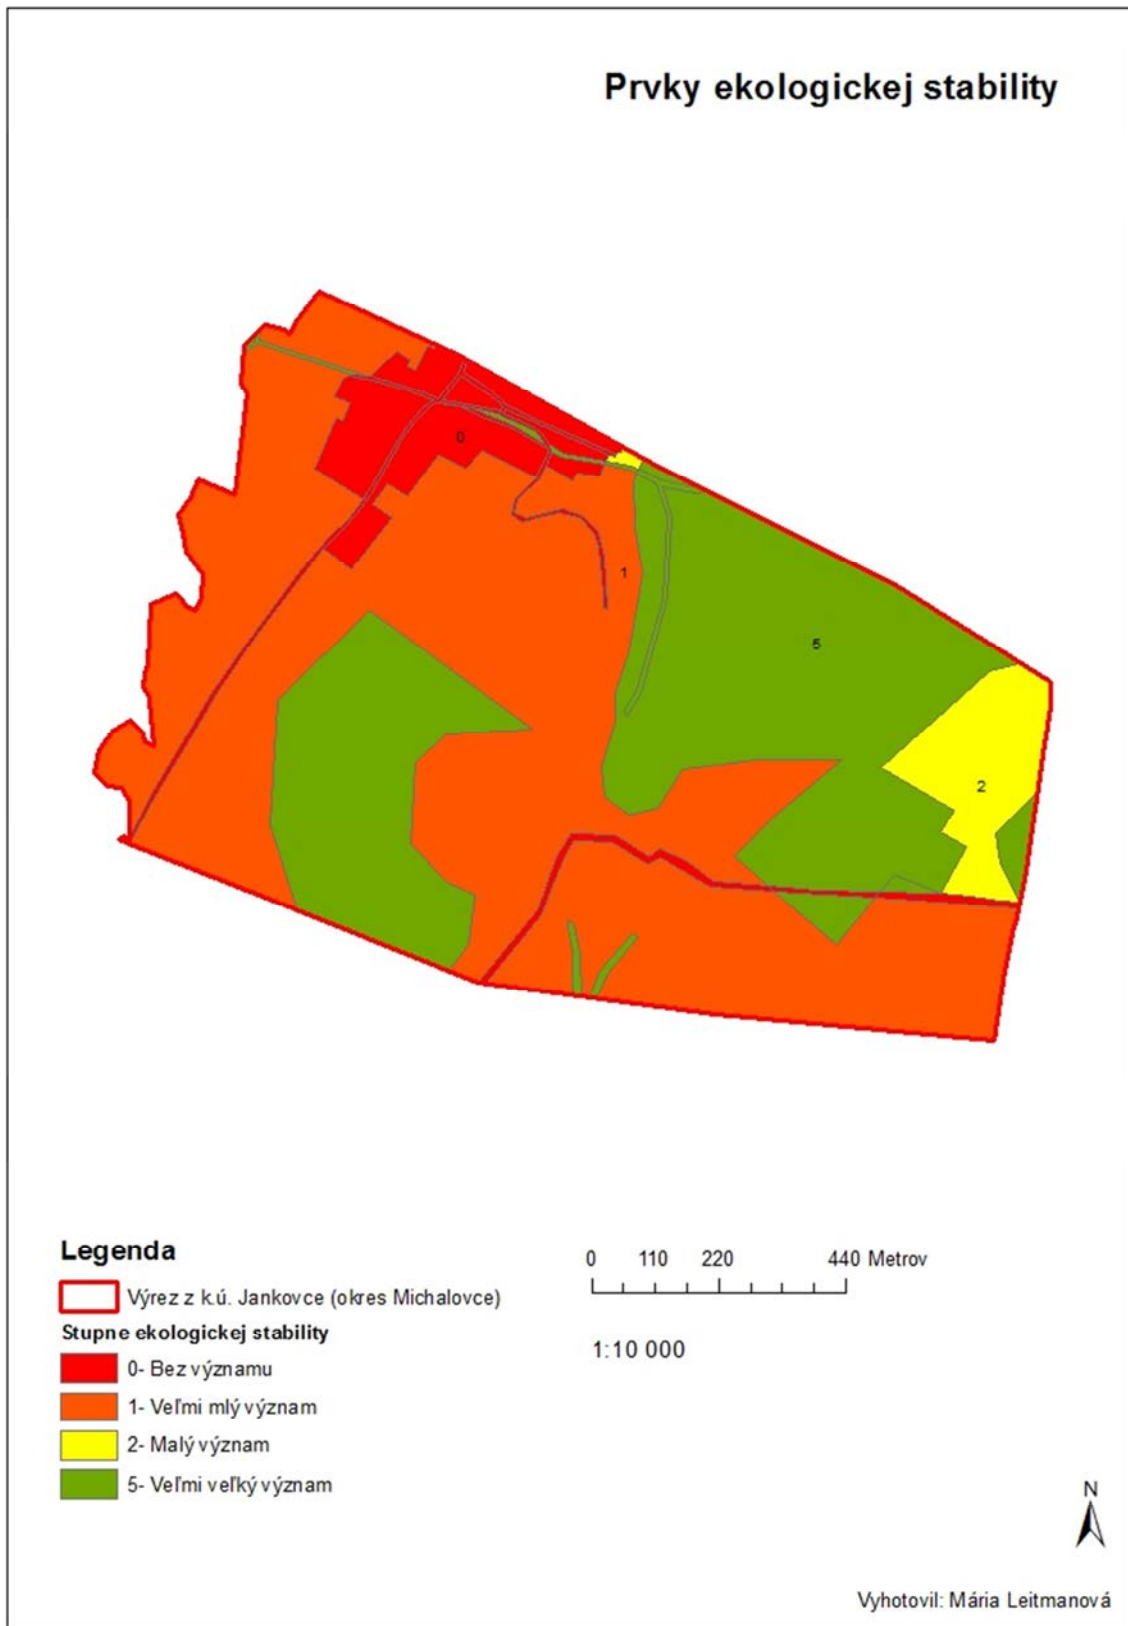 Prvky ekologickej stability
0
1
5
2
Legenda
Výrez z k.ú. Jankovce (okres Michalovce)
Stupne ekologickej stability
0- Bez významu
1- Veľmi mlý význam
2- Malý význam
5- Veľmi veľký význam
0 110 220 440 Metrov
1:10 000
N
Vyhotovil: Mária Leitmanová